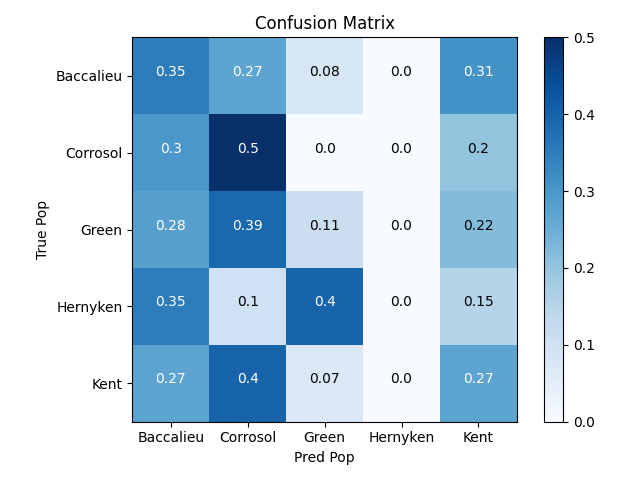 Confusion Matrix
True Pop
Baccalieu 0.35 0.27 0.08 0.0 0.31
Corrosol 0.3 0.5 0.0 0.0 0.2
Green 0.28 0.39 0.11 0.0 0.22
Hernyken 0.35 0.1 0.4 0.0 0.15
Kent 0.27 0.4 0.07 0.0 0.27
Baccalieu Corrosol Green Hernyken Kent
Pred Pop
0.5
0.4
0.3
0.2
0.1
0.0